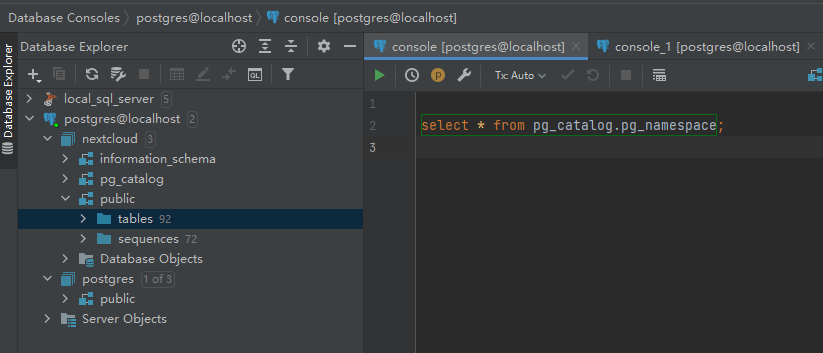 Database Consoles postgres@localhost console [postgres@localhost]
Database Explorer
Database Explorer
console [postgres@localhost] console_1 [postgres@localhost]
QL Tx: Auto
local_sql_server 5
postgres@localhost 2
nextcloud 3
information_schema
pg_catalog
public
tables 92
sequences 72
Database Objects
postgres 1 of 3
public
Server Objects
1
2 select * from pg_catalog.pg_namespace;
3